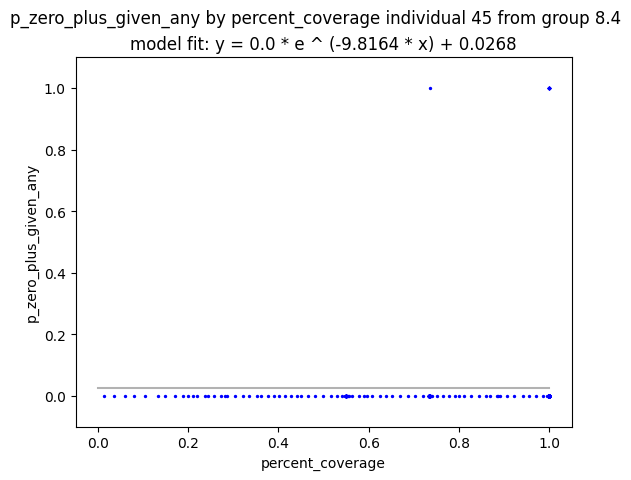 p_zero_plus_given_any by percent_coverage individual 45 from group 8.4
model fit: y = 0.0 * e ^ (-9.8164 * x) + 0.0268
1.0
0.8
0.6
0.4
0.2
0.0
p_zero_plus_given_any
0.0 0.2 0.4 0.6 0.8 1.0
percent_coverage